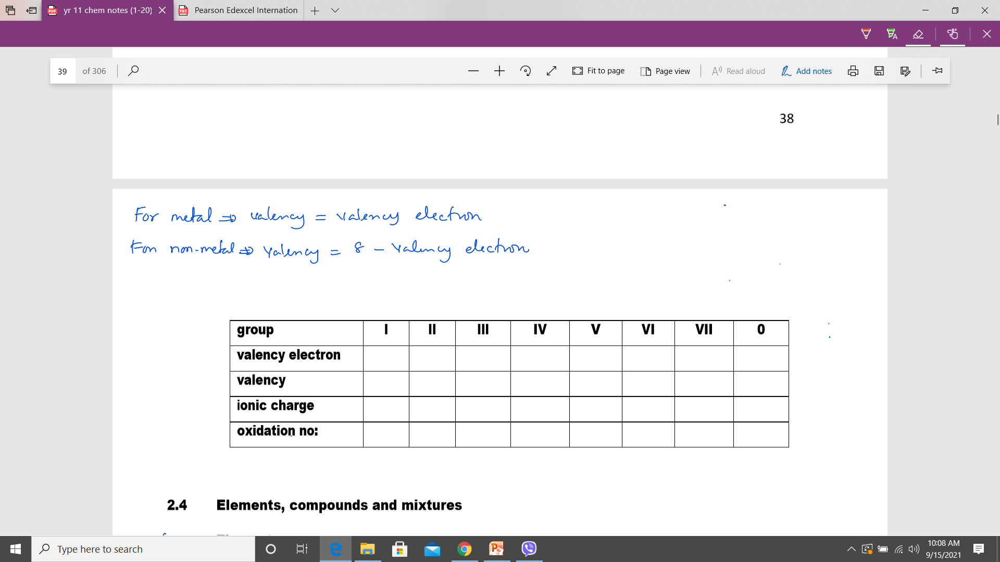 yr 11 chem notes (1-20)
Pearson Edexcel Internation
39 of 306
Fit to page
Page view
Read aloud
Add notes
38
For metal ⇒ valency = valency electron
For non-metal ⇒ valency = 8 - valency electron
group I II III IV V VI VII 0
valency electron
valency
ionic charge
oxidation no:
2.4 Elements, compounds and mixtures
Type here to search
10:08 AM
9/15/2021